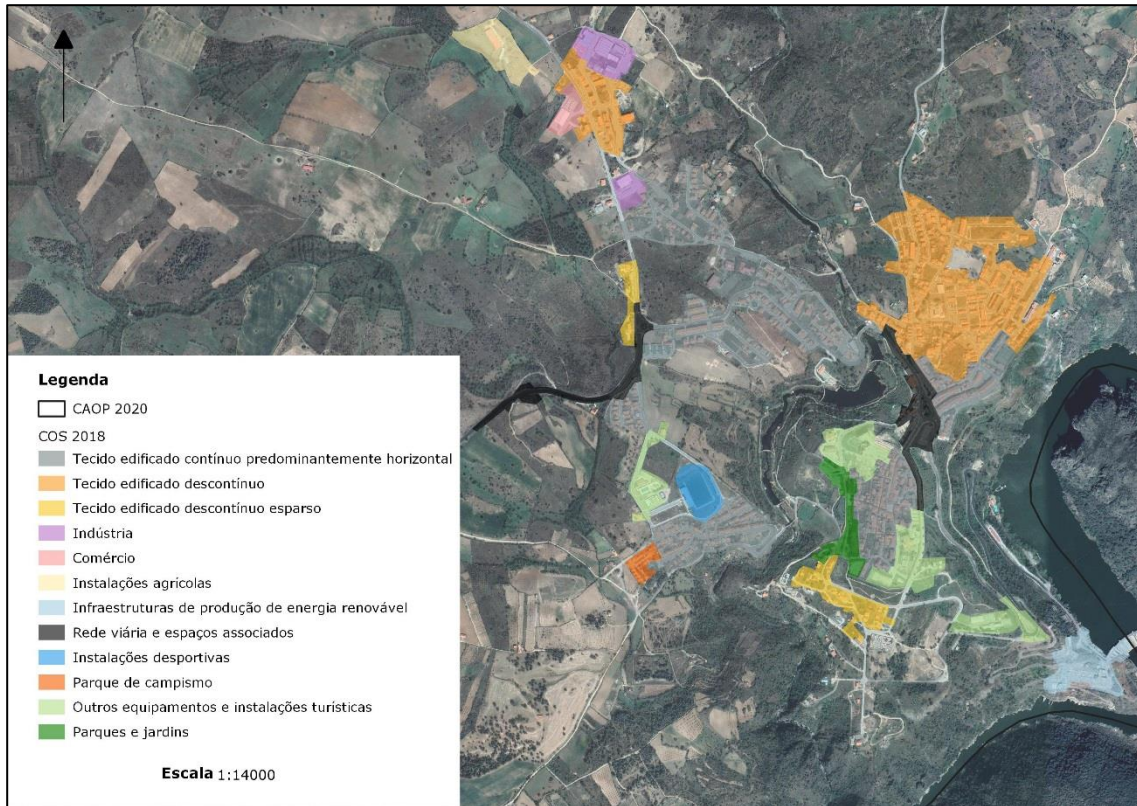 Legenda
CAOP 2020
COS 2018
Tecido edificado contínuo predominantemente horizontal
Tecido edificado descontínuo
Tecido edificado descontínuo esparso
Indústria
Comércio
Instalações agrícolas
Infraestruturas de produção de energia renovável
Rede viária e espaços associados
Instalações desportivas
Parque de campismo
Outros equipamentos e instalações turísticas
Parques e jardins
Escala 1:14000